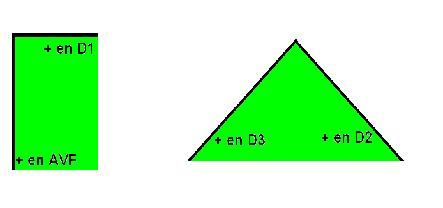 + en D1
+ en AVF
+ en D3
+ en D2